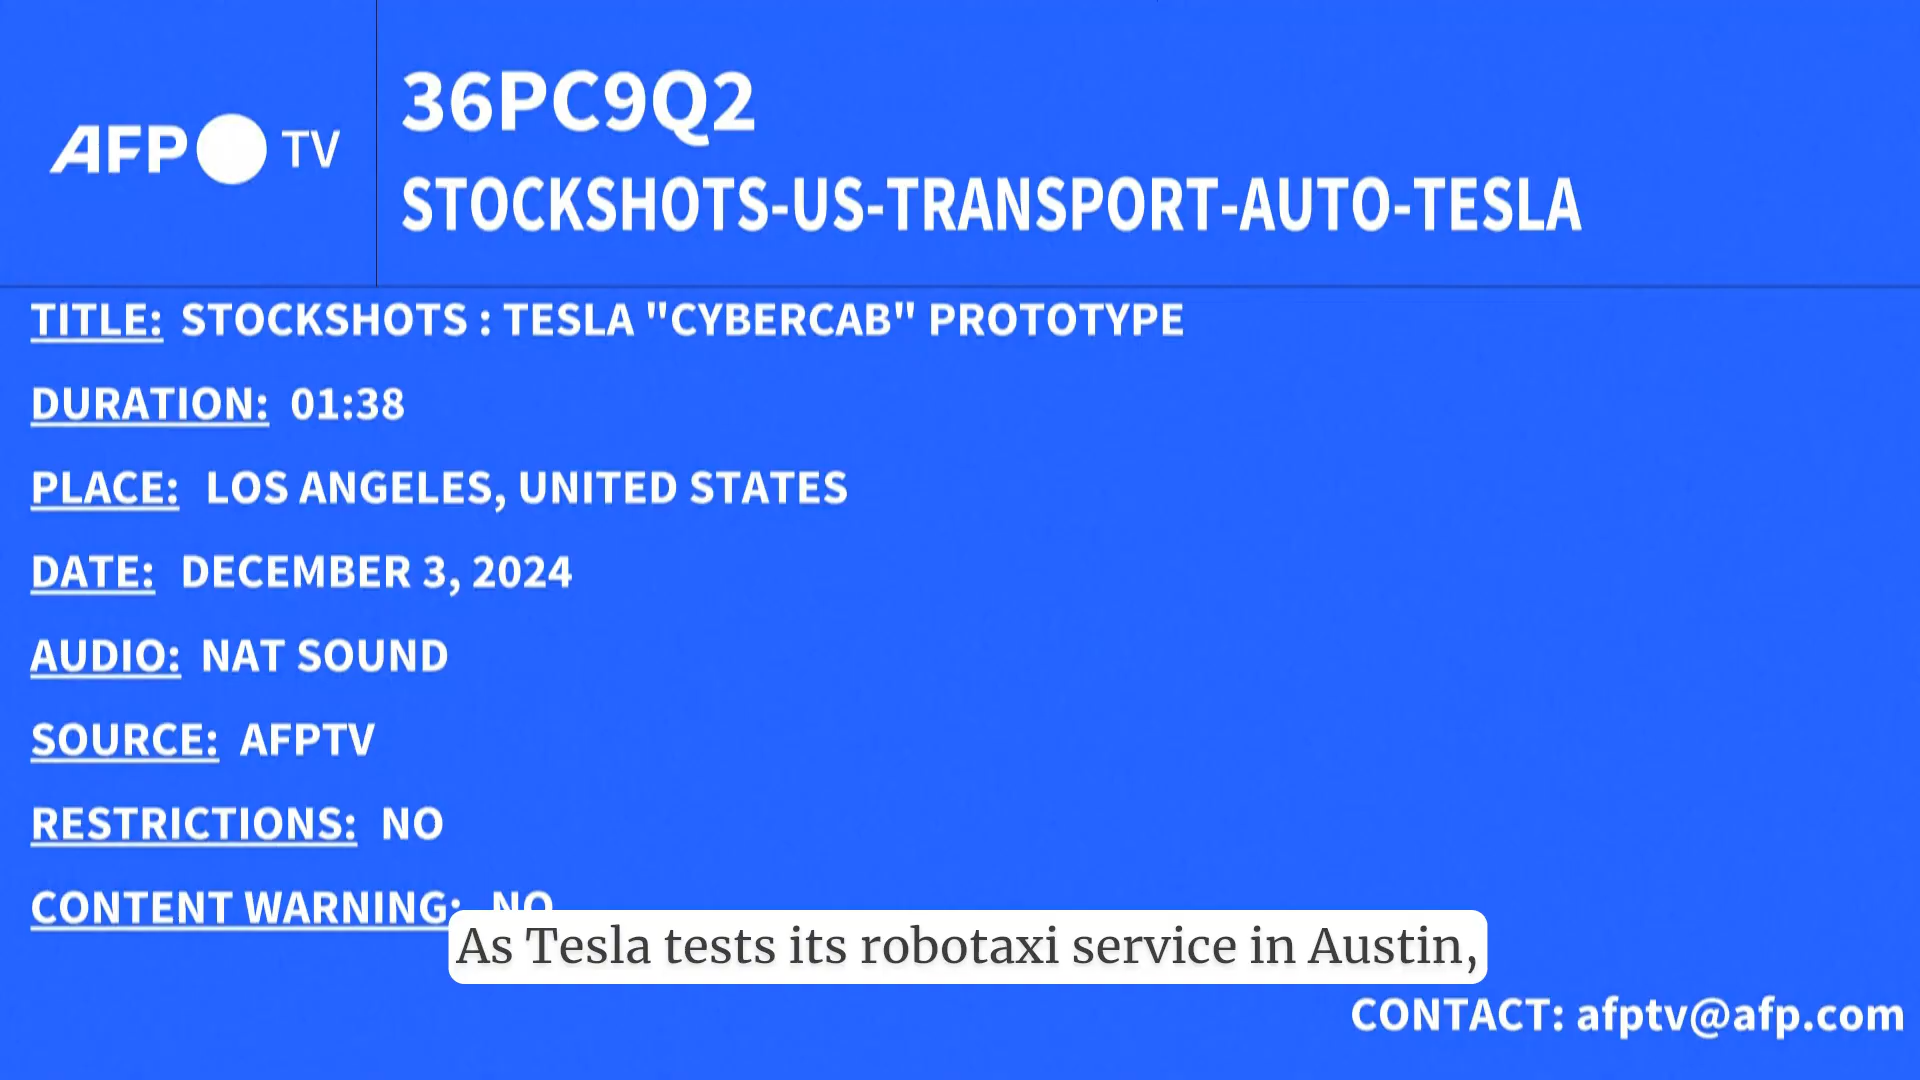 AFP TV
36PC9Q2
STOCKSHOTS-US-TRANSPORT-AUTO-TESLA
TITLE: STOCKSHOTS : TESLA "CYBERCAB" PROTOTYPE
DURATION: 01:38
PLACE: LOS ANGELES, UNITED STATES
DATE: DECEMBER 3, 2024
AUDIO: NAT SOUND
SOURCE: AFPTV
RESTRICTIONS: NO
CONTENT WARNING: NO
As Tesla tests its robotaxi service in Austin,
CONTACT: afptv@afp.com